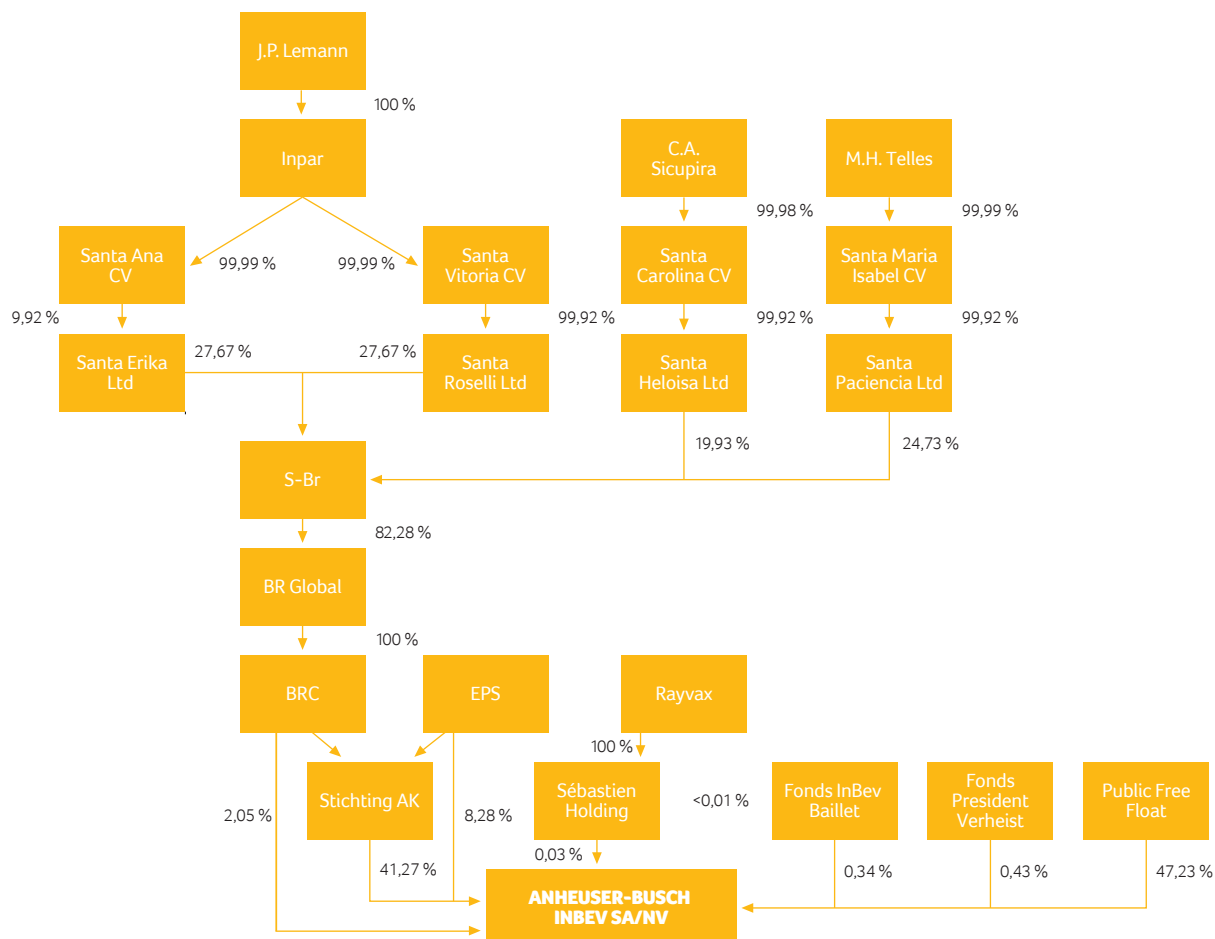 J.P. Lemann
100 %
Inpar
C.A.
Sicupira
M.H. Telles
99,98 %
99,99 %
Santa Ana
CV
99,99 %
99,99 %
Santa
Vitoria CV
Santa
Carolina CV
Santa Maria
Isabel CV
9,92 %
99,92 %
99,92 %
99,92 %
Santa Erika
Ltd
27,67 %
27,67 %
Santa
Roselli Ltd
Santa
Heloisa Ltd
Santa
Paciencia Ltd
19,93 %
24,73 %
S-Br
82,28 %
BR Global
100 %
BRC
EPS
Rayvax
100 %
Stichting AK
Sébastien
Holding
<0,01 %
Fonds InBev
Baillet
Fonds
President
Verheist
Public Free
Float
2,05 %
8,28 %
41,27 %
0,03 %
0,34 %
0,43 %
47,23 %
ANHEUSER-BUSCH
INBEV SA/NV